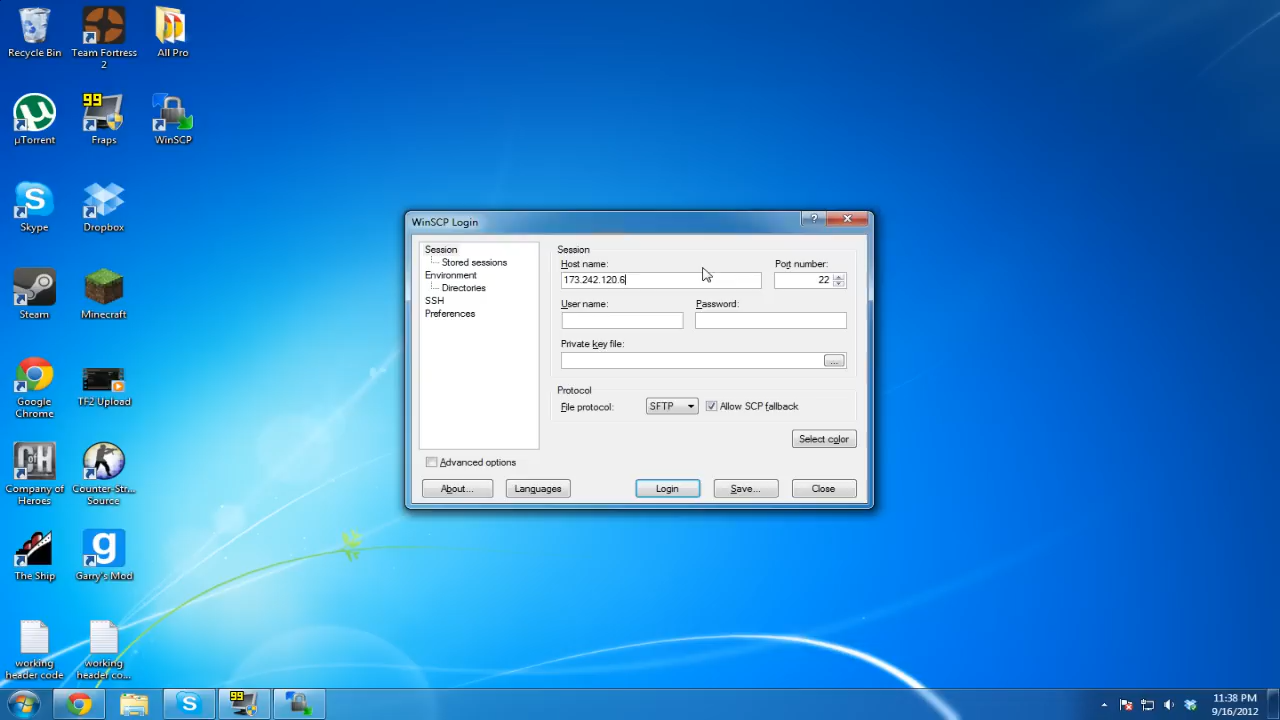 Recycle Bin
Team Fortress
2
All Pro
µTorrent
99
Fraps
WinSCP
Skype
Dropbox
Steam
Minecraft
Google
Chrome
TF2 Upload
Company of
Heroes
Counter-Str...
Source
The Ship
g
Garry's Mod
working
header code
working
header co...
WinSCP Login
Session
Stored sessions
Environment
Directories
SSH
Preferences
Session
Host name:
Port number:
173.242.120.6
22
User name:
Password:
Private key file:
...
Protocol
File protocol:
SFTP
Allow SCP fallback
Select color
Advanced options
About...
Languages
Login
Save...
Close
99
11:38 PM
9/16/2012